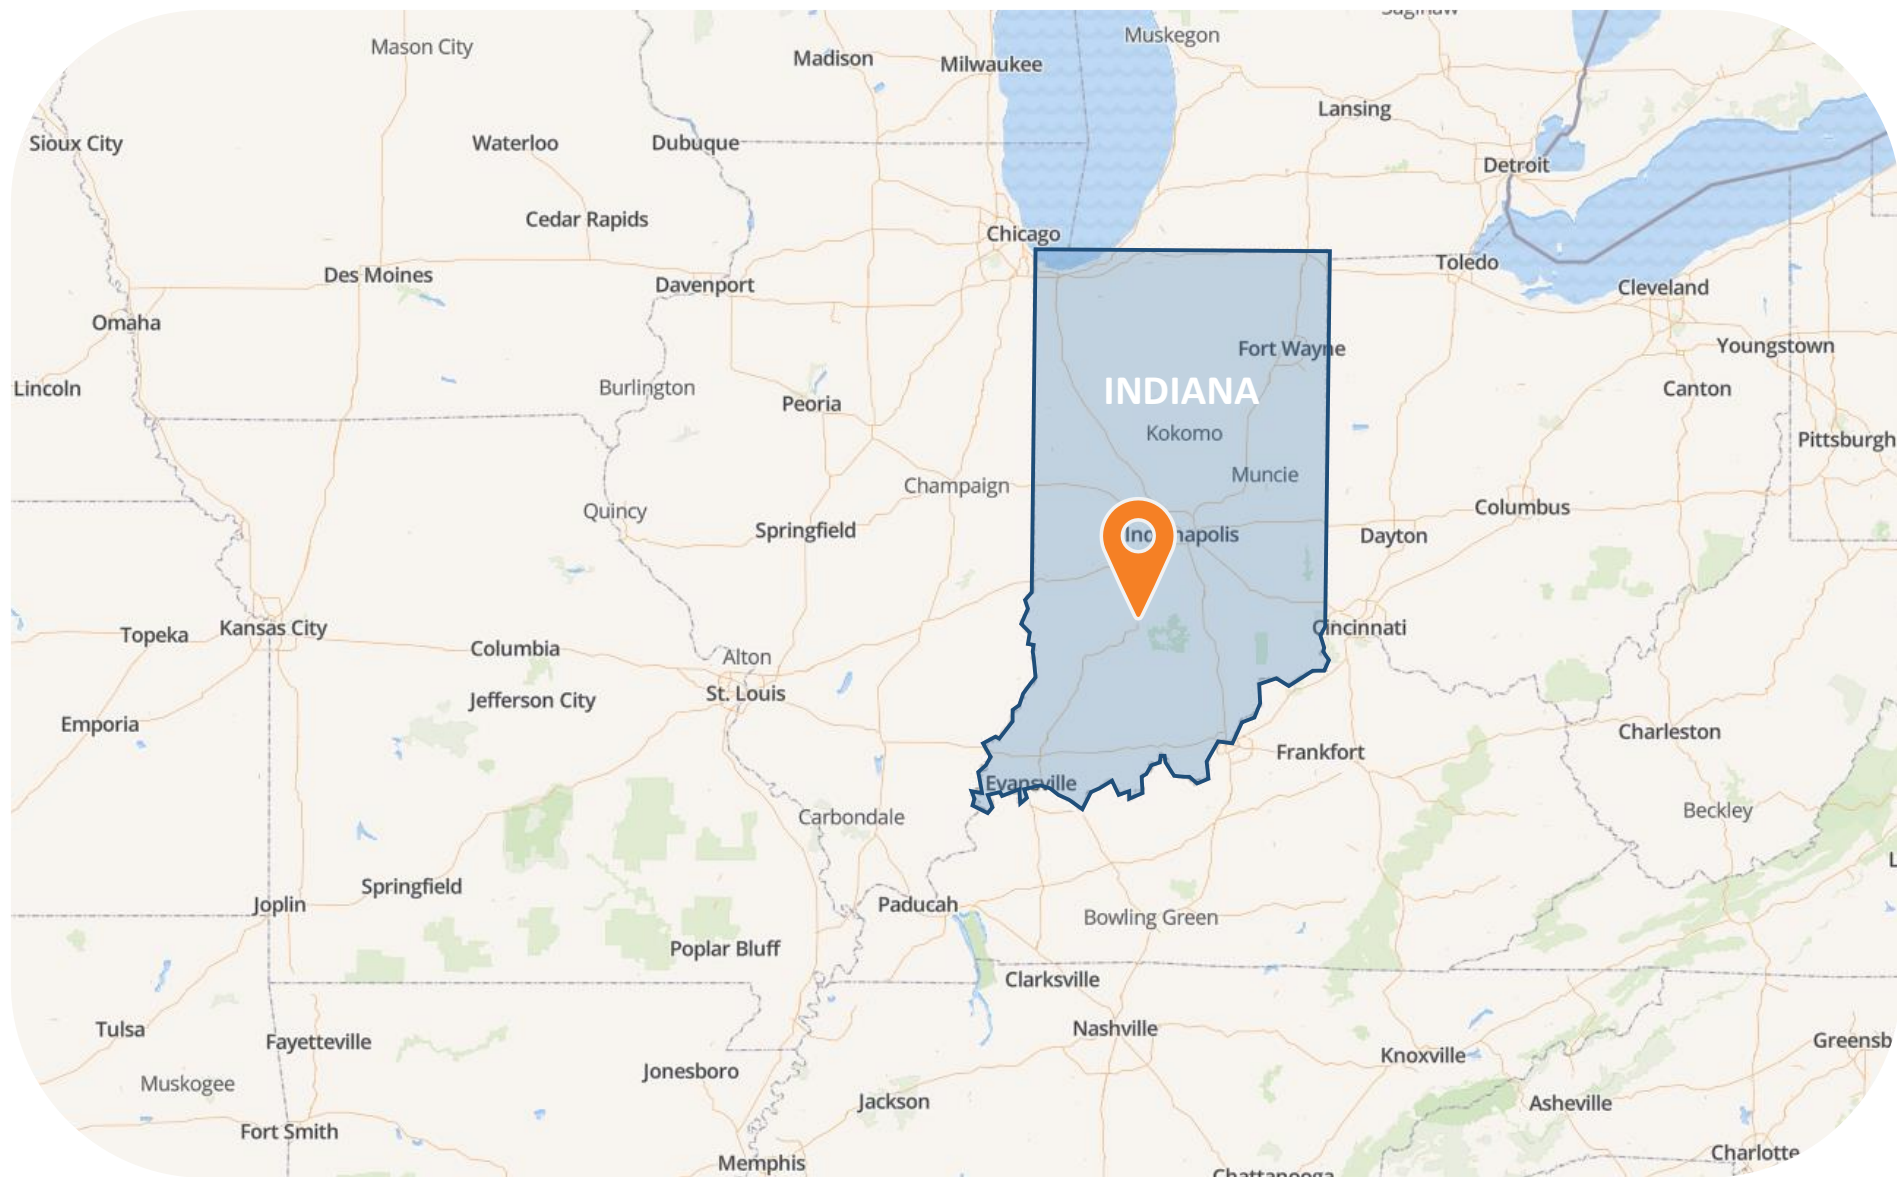 Saginaw
Mason City
Muskegon
Madison
Milwaukee
Lansing
Sioux City
Waterloo
Dubuque
Detroit
Cedar Rapids
Chicago
Toledo
Des Moines
Davenport
Cleveland
Omaha
Fort Wayne
Youngstown
Lincoln
Burlington
Peoria
INDIANA
Canton
Kokomo
Pittsburgh
Muncie
Champaign
Quincy
Springfield
Columbus
Indianapolis
Dayton
Topeka
Kansas City
Cincinnati
Columbia
Alton
St. Louis
Jefferson City
Emporia
Charleston
Frankfort
Evansville
Carbondale
Beckley
L
Springfield
Joplin
Paducah
Bowling Green
Poplar Bluff
Clarksville
Tulsa
Fayetteville
Nashville
Knoxville
Greensb
Muskogee
Jonesboro
Jackson
Asheville
Fort Smith
Memphis
Charlotte
Chattanooga